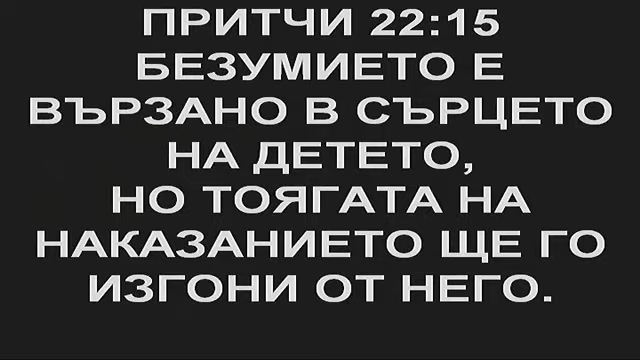 ПРИТЧИ 22:15
БЕЗУМИЕТО Е
ВЪРЗАНО В СЪРЦЕТО
НА ДЕТЕТО,
НО ТОЯГАТА НА
НАКАЗАНИЕТО ЩЕ ГО
ИЗГОНИ ОТ НЕГО.